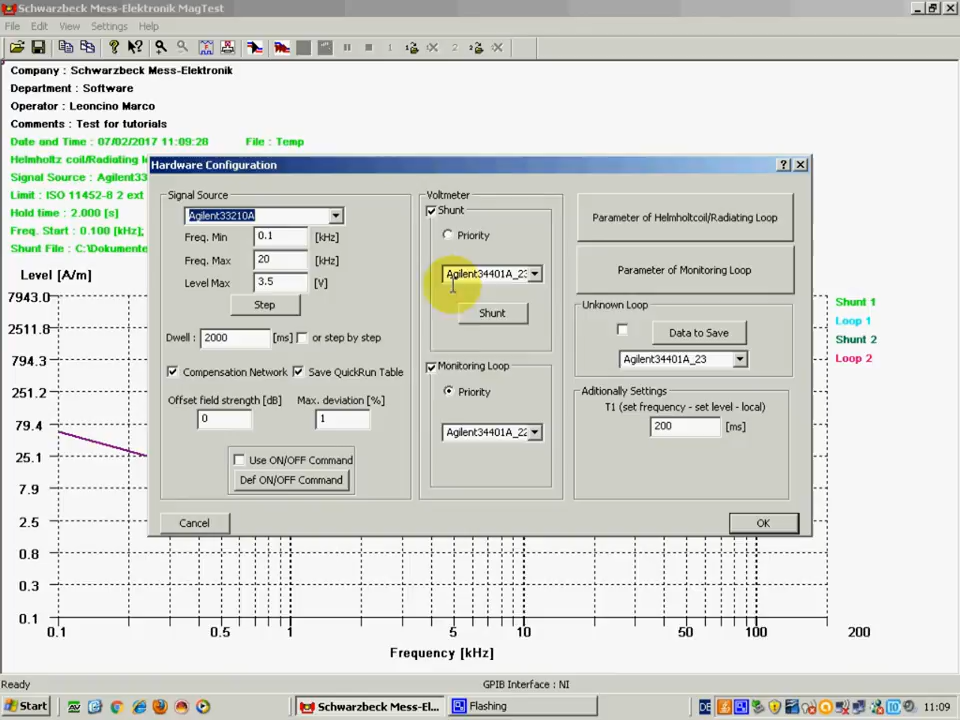 Schwarzbeck Mess-Elektronik MagTest
File Edit View Settings Help
1 2
Company : Schwarzbeck Mess-Elektronik
Department : Software
Operator : Leoncino Marco
Comments : Test for tutorials
Date and Time : 07/02/2017 11:09:28 File : Temp
Helmholtz coil/Radiating l
Signal Source : Agilent33
Limit : ISO 11452-8 2 ext
Hold time : 2.000 [s]
Freq. Start : 0.100 [kHz];
Shunt File : C:\Dokumente
Hardware Configuration
Signal Source
Agilent33210A
Freq. Min 0.1 [kHz]
Freq. Max 20 [kHz]
Level Max 3.5 [V]
Step
Dwell : 2000 [ms] or step by step
Compensation Network Save QuickRun Table
Offset field strength [dB] Max. deviation [%]
0 1
Use ON/OFF Command
Def ON/OFF Command
Voltmeter
Shunt
Priority
Agilent34401A_23
Shunt
Monitoring Loop
Priority
Agilent34401A_22
Parameter of Helmholtcoil/Radiating Loop
Parameter of Monitoring Loop
Unknown Loop
Data to Save
Agilent34401A_23
Aditionally Settings
T1 (set frequency - set level - local)
200 [ms]
Cancel OK
Level [A/m]
7943.0
2511.8
794.3
251.2
79.4
25.1
7.9
2.5
0.8
0.3
0.1
0.1 0.5 1 5 10 50 100 200
Frequency [kHz]
Shunt 1
Loop 1
Shunt 2
Loop 2
Ready GPIB Interface : NI
Start Schwarzbeck Mess-El... Flashing DE 11:09